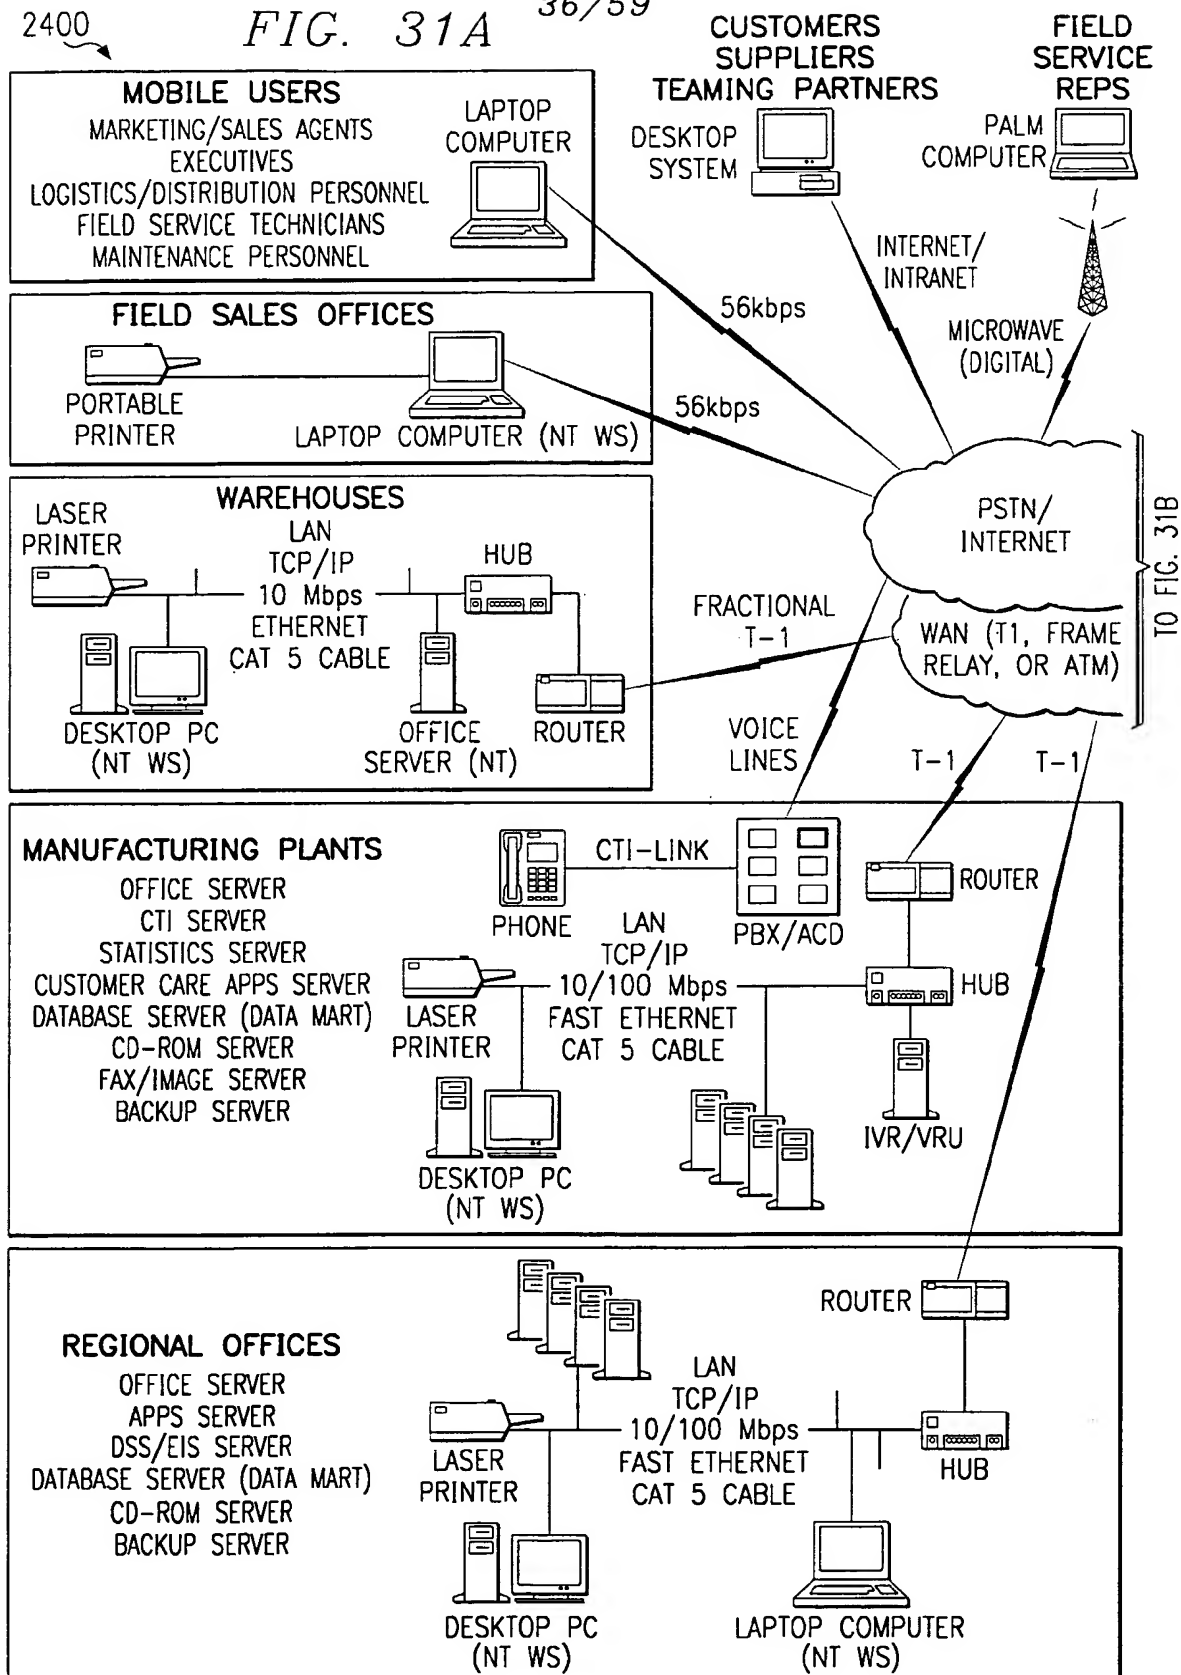 2400
FIG. 31A
36/59
MOBILE USERS
MARKETING/SALES AGENTS
EXECUTIVES
LOGISTICS/DISTRIBUTION PERSONNEL
FIELD SERVICE TECHNICIANS
MAINTENANCE PERSONNEL
LAPTOP
COMPUTER
CUSTOMERS
SUPPLIERS
TEAMING PARTNERS
DESKTOP
SYSTEM
FIELD
SERVICE
REPS
PALM
COMPUTER
INTERNET/
INTRANET
MICROWAVE
(DIGITAL)
56kbps
FIELD SALES OFFICES
PORTABLE
PRINTER
LAPTOP COMPUTER (NT WS)
56kbps
PSTN/
INTERNET
WAN (T1, FRAME
RELAY, OR ATM)
TO FIG. 31B
WAREHOUSES
LASER
PRINTER
LAN
TCP/IP
10 Mbps
ETHERNET
CAT 5 CABLE
HUB
DESKTOP PC
(NT WS)
OFFICE
SERVER (NT)
ROUTER
FRACTIONAL
T-1
VOICE
LINES
T-1
T-1
MANUFACTURING PLANTS
OFFICE SERVER
CTI SERVER
STATISTICS SERVER
CUSTOMER CARE APPS SERVER
DATABASE SERVER (DATA MART)
CD-ROM SERVER
FAX/IMAGE SERVER
BACKUP SERVER
PHONE
CTI-LINK
PBX/ACD
ROUTER
LASER
PRINTER
LAN
TCP/IP
10/100 Mbps
FAST ETHERNET
CAT 5 CABLE
HUB
IVR/VRU
DESKTOP PC
(NT WS)
REGIONAL OFFICES
OFFICE SERVER
APPS SERVER
DSS/EIS SERVER
DATABASE SERVER (DATA MART)
CD-ROM SERVER
BACKUP SERVER
ROUTER
LASER
PRINTER
LAN
TCP/IP
10/100 Mbps
FAST ETHERNET
CAT 5 CABLE
HUB
DESKTOP PC
(NT WS)
LAPTOP COMPUTER
(NT WS)